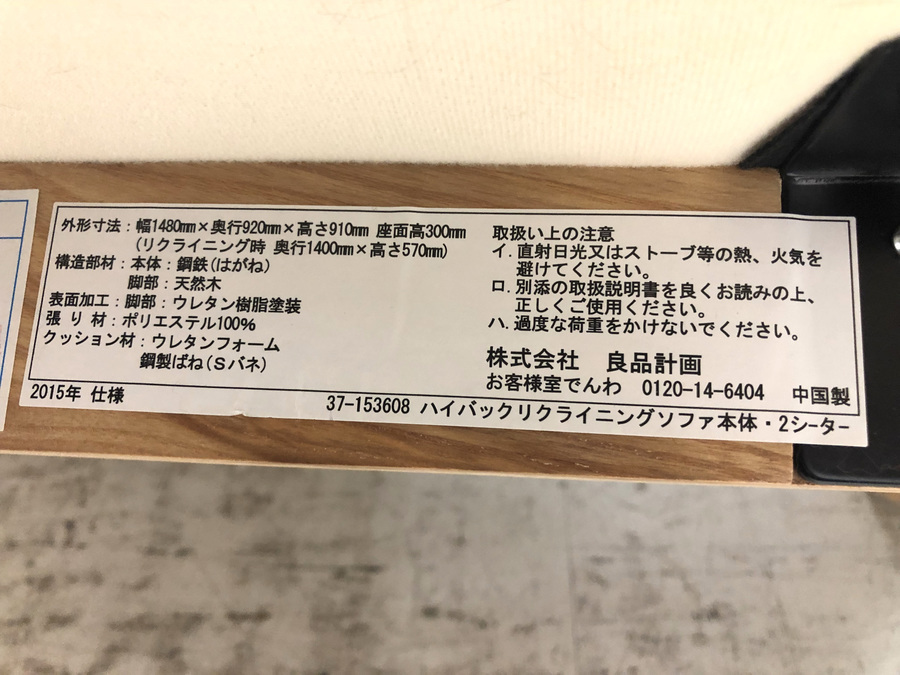 外形寸法：幅1480mm×奥行920mm×高さ910mm 座面高300mm
(リクライニング時 奥行1400mm×高さ570mm)
構造部材：本体：鋼鉄(はがね)
脚部：天然木
表面加工：脚部：ウレタン樹脂塗装
張り材：ポリエステル100%
クッション材：ウレタンフォーム
鋼製ばね(Sバネ)
取扱い上の注意
イ.直射日光又はストーブ等の熱、火気を
避けてください。
ロ.別添の取扱説明書を良くお読みの上、
正しくご使用ください。
ハ.過度な荷重をかけないでください。
株式会社 良品計画
お客様室でんわ 0120-14-6404 中国製
2015年 仕様
37-153608 ハイバックリクライニングソファ本体・2シーター